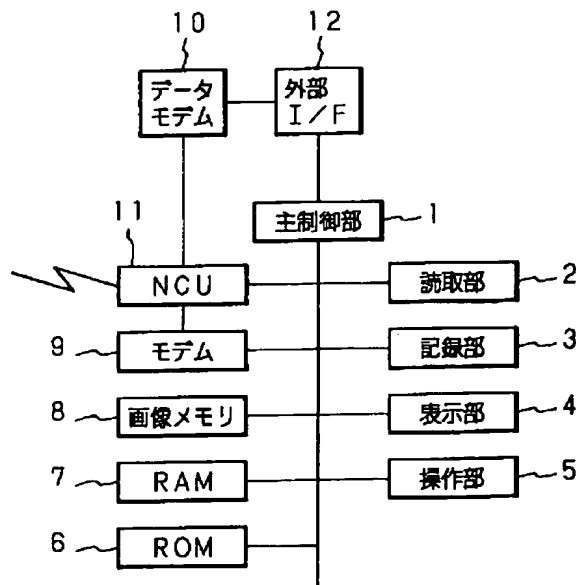 10
12
データ
モデム
外部
I/F
主制御部
1
11
NCU
読取部
2
9
モデム
記録部
3
8
画像メモリ
表示部
4
7
RAM
操作部
5
6
ROM